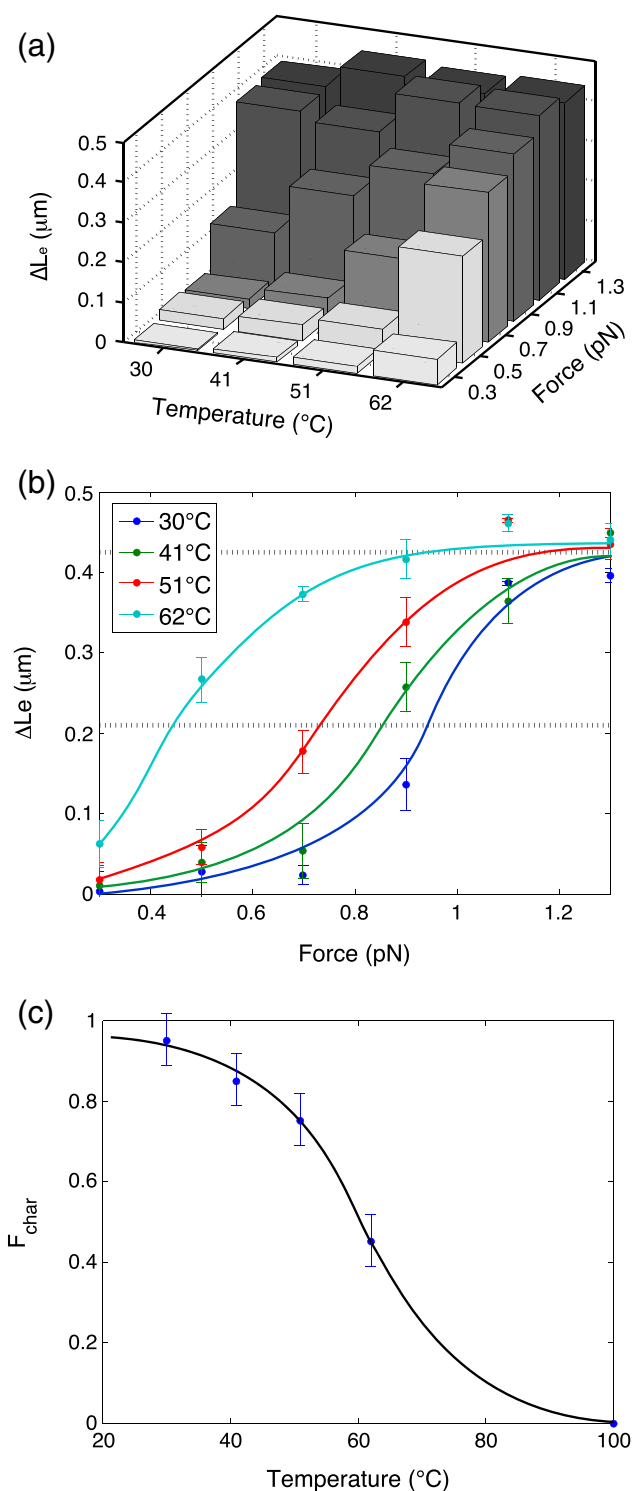 (a)
0.5
0.4
0.3
0.2
0.1
0
ΔLe (μm)
30
41
51
62
Temperature (°C)
0.3
0.5
0.7
0.9
1.1
1.3
Force (pN)
(b)
0.5
0.4
0.3
0.2
0.1
0
ΔLe (μm)
30°C
41°C
51°C
62°C
0.4
0.6
0.8
1
1.2
Force (pN)
(c)
1
0.8
0.6
0.4
0.2
0
Fchar
20
40
60
80
100
Temperature (°C)